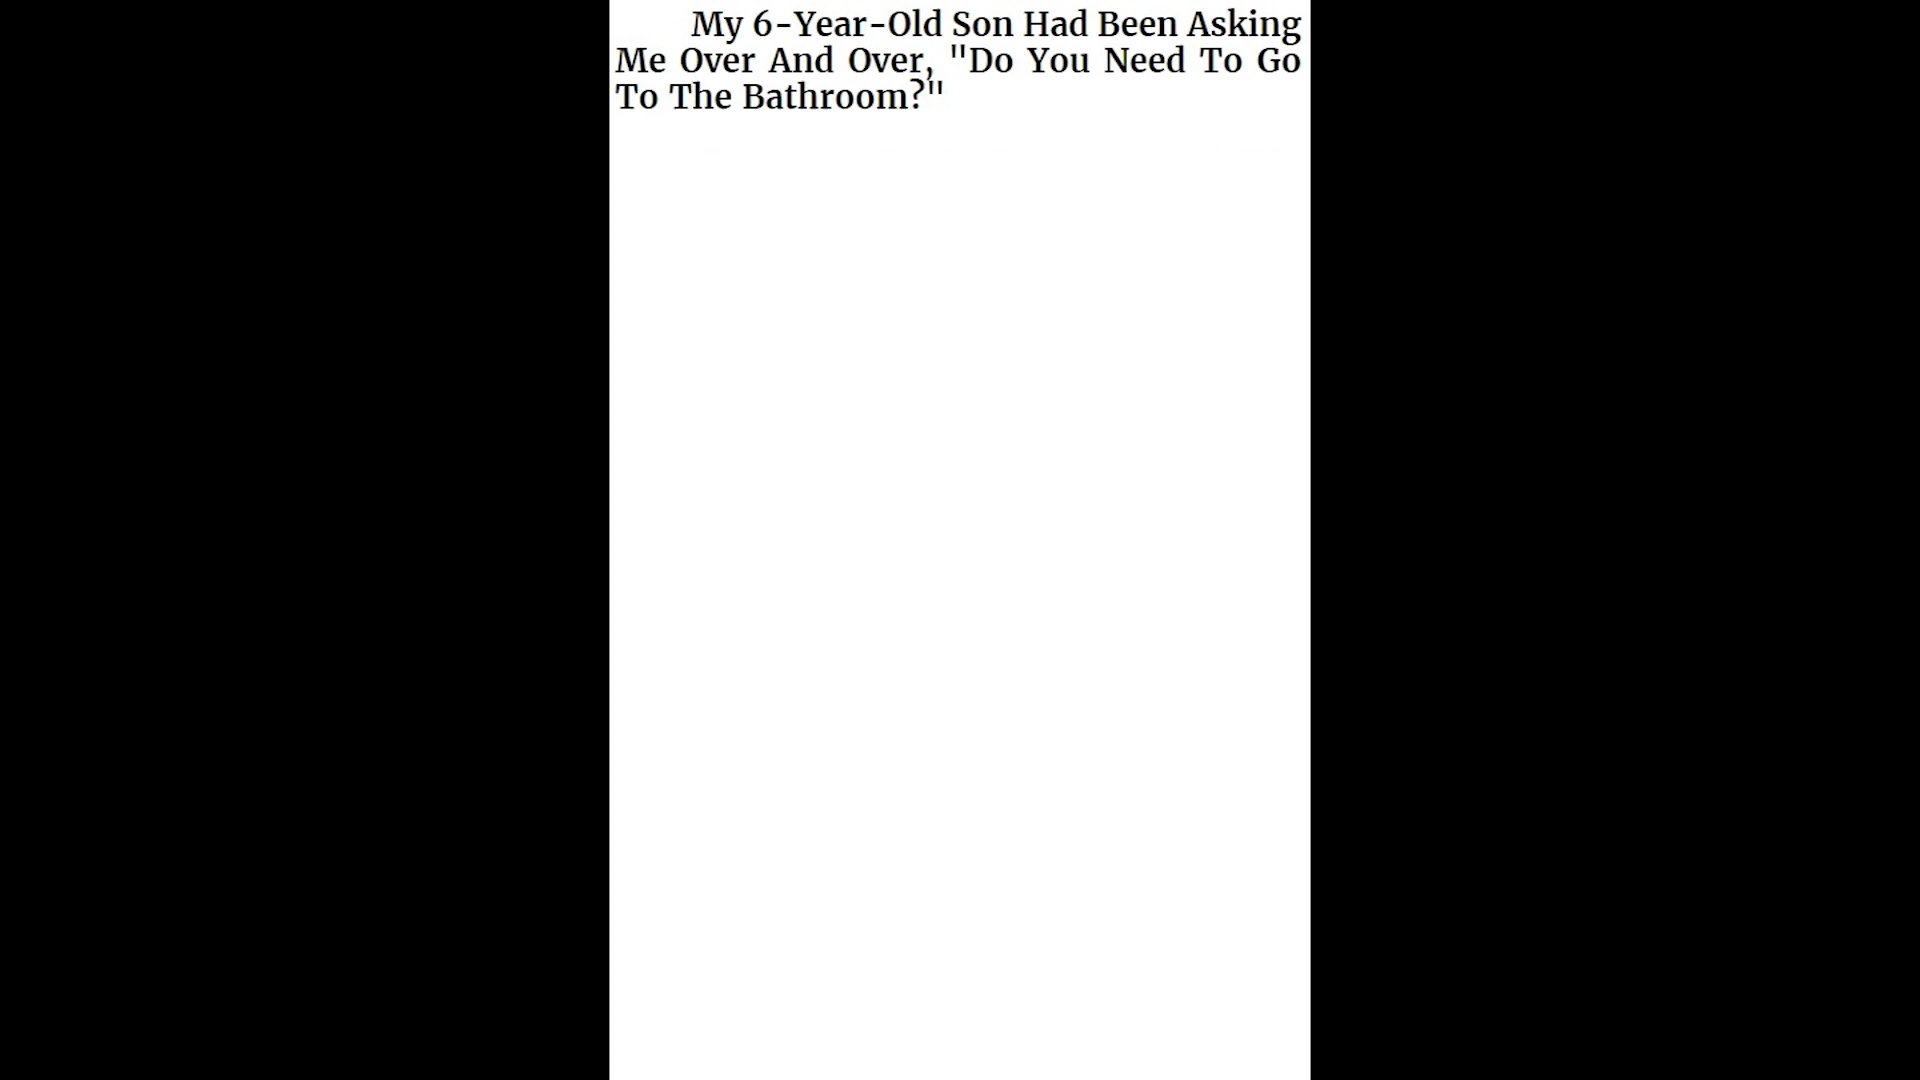 My 6-Year-Old Son Had Been Asking
Me Over And Over, "Do You Need To Go
To The Bathroom?"